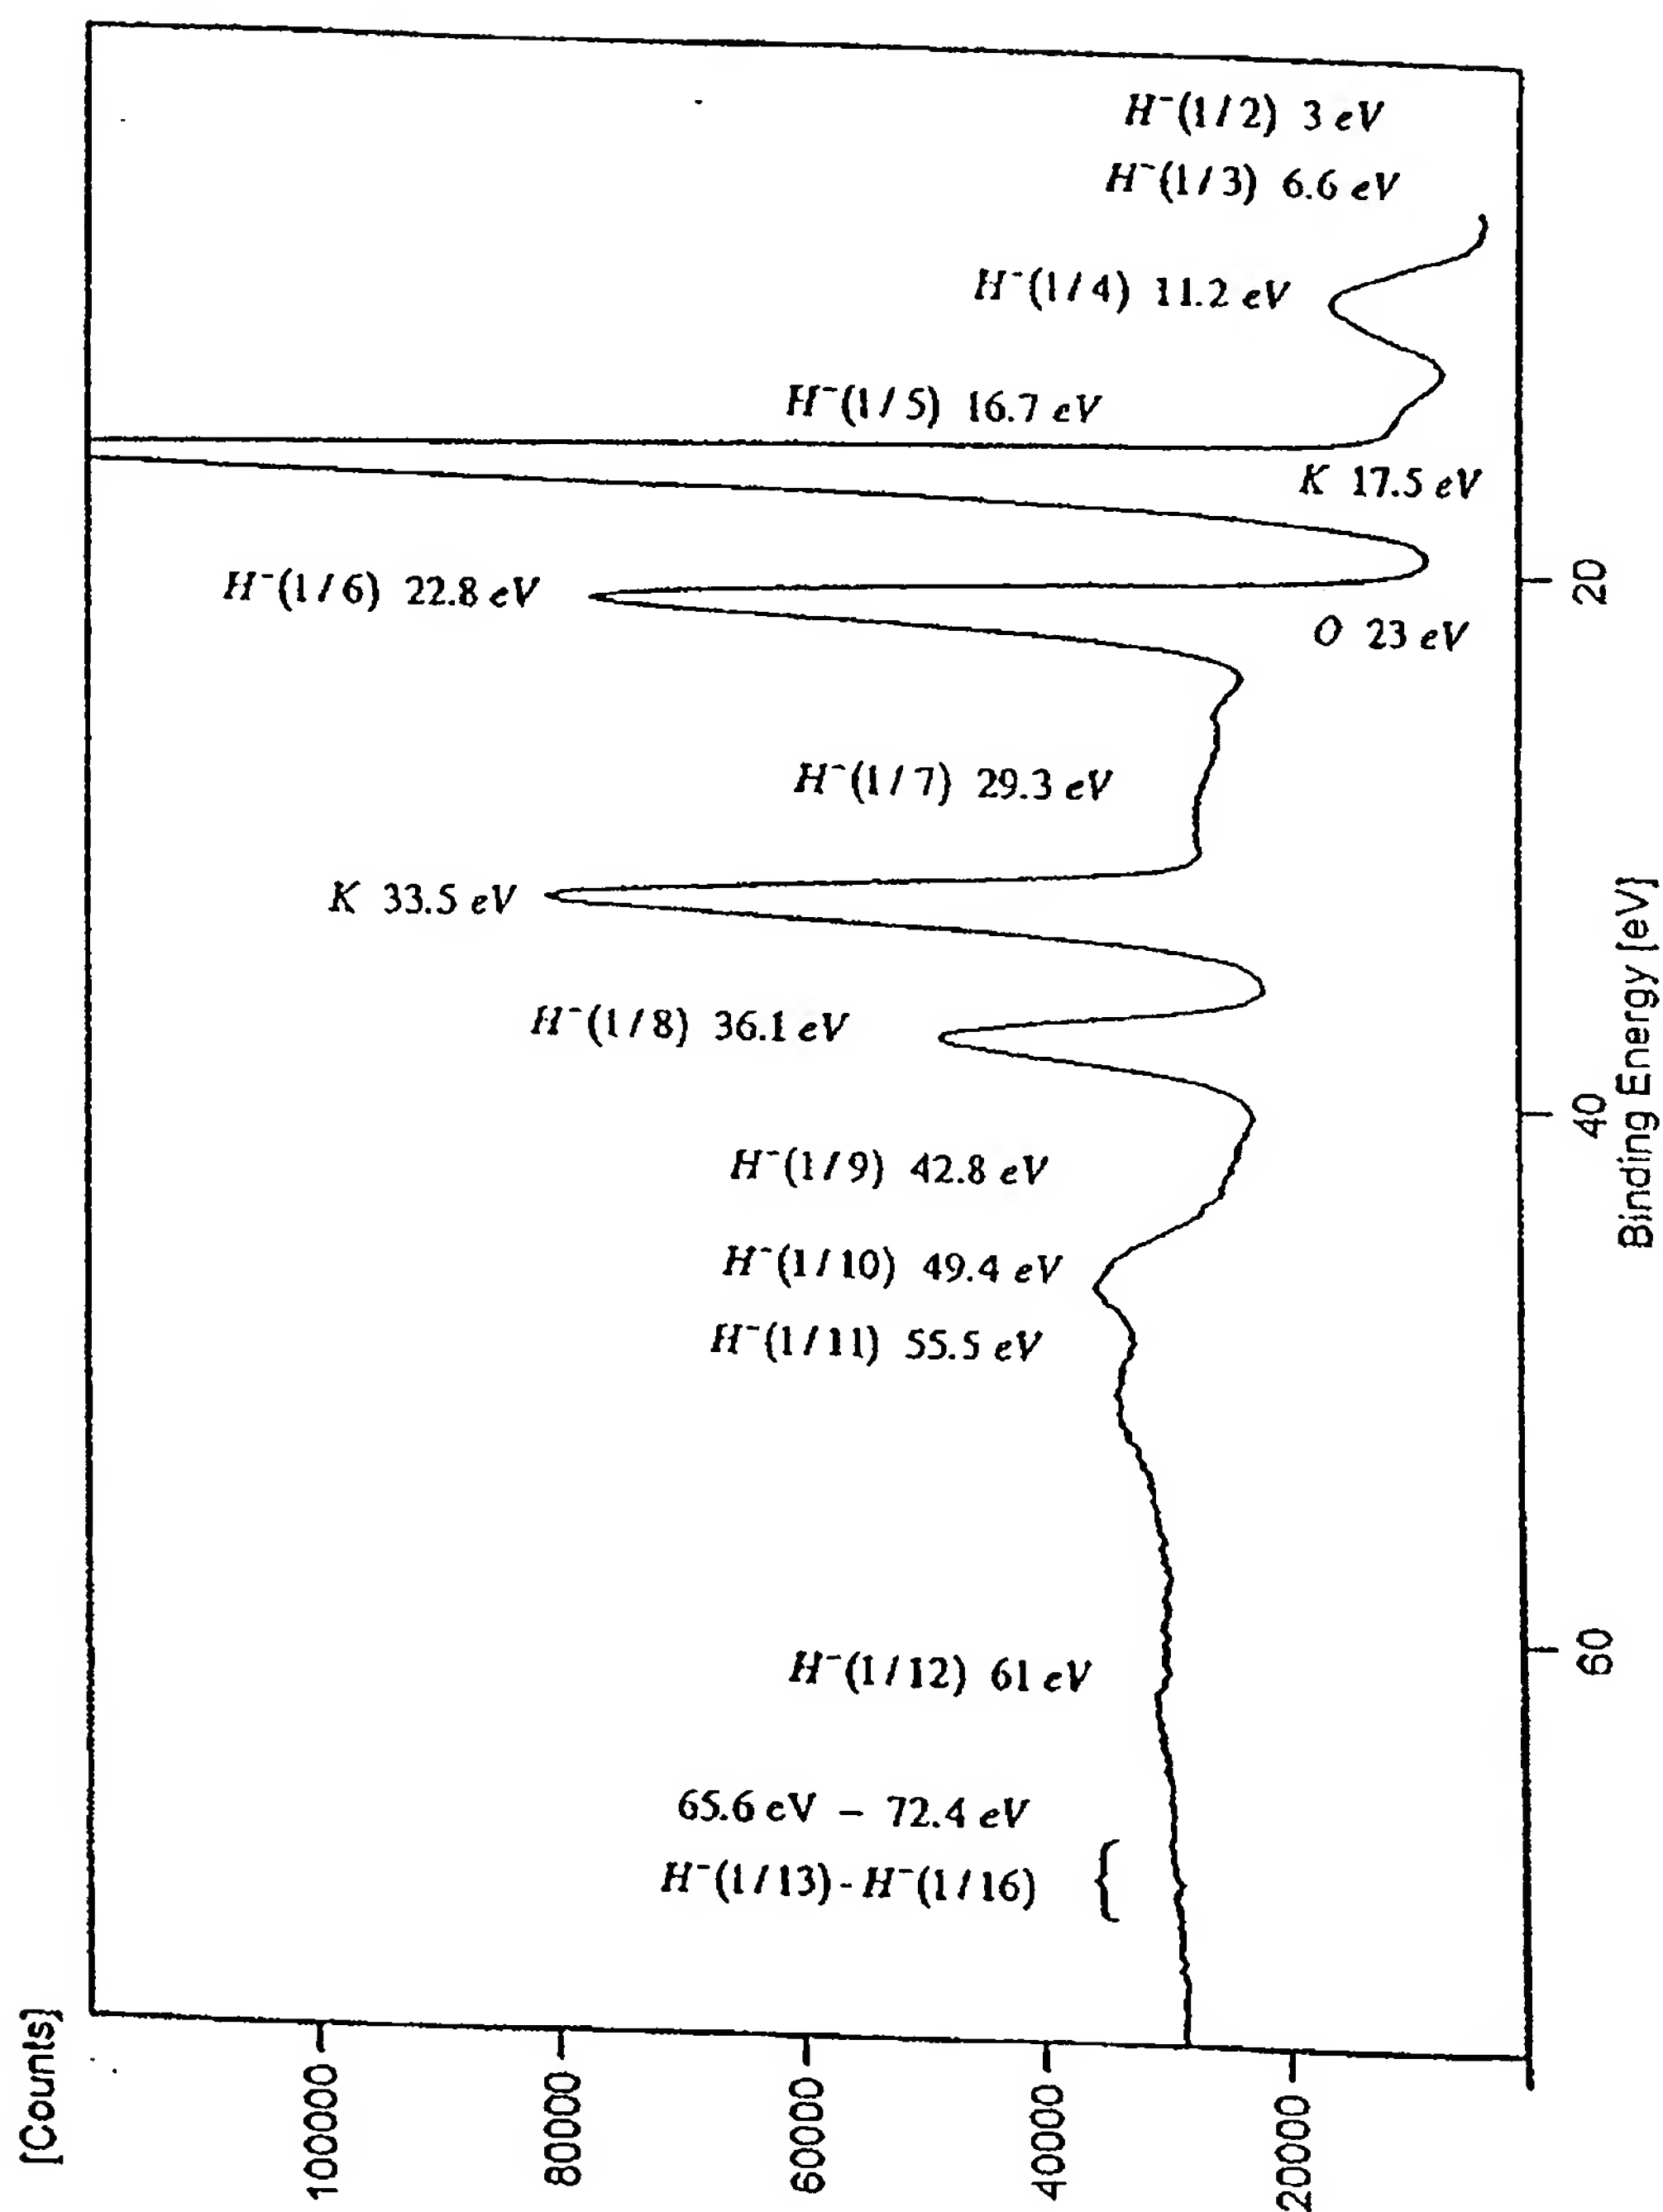 H⁻(1/2) 3 eV
H⁻(1/3) 6.6 eV
H⁻(1/4) 11.2 eV
H⁻(1/5) 16.7 eV
K 17.5 eV
H⁻(1/6) 22.8 eV
O 23 eV
H⁻(1/7) 29.3 eV
K 33.5 eV
H⁻(1/8) 36.1 eV
H⁻(1/9) 42.8 eV
H⁻(1/10) 49.4 eV
H⁻(1/11) 55.5 eV
H⁻(1/12) 61 eV
65.6 eV – 72.4 eV
H⁻(1/13) - H⁻(1/16) {
20
40
60
Binding Energy [eV]
[Counts]
100000
80000
60000
40000
20000